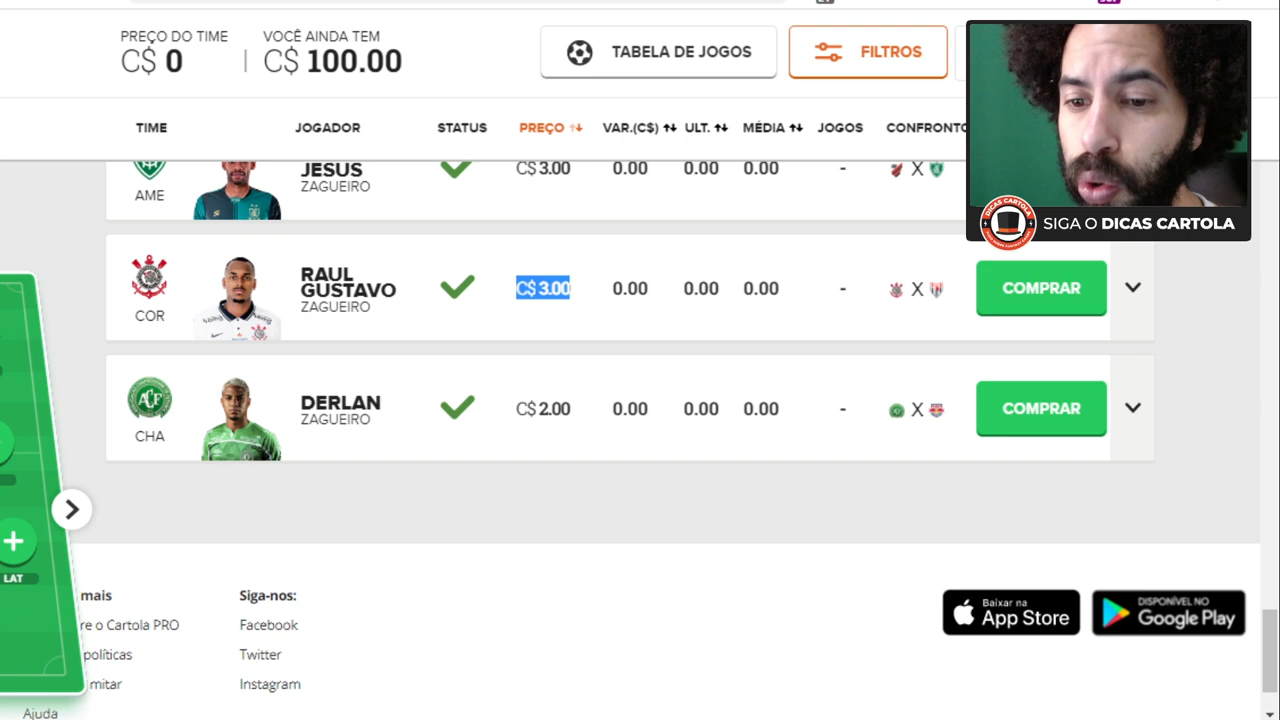 PREÇO DO TIME
C$ 0
VOCÊ AINDA TEM
C$ 100.00
TABELA DE JOGOS
FILTROS
TIME JOGADOR STATUS PREÇO VAR.(C$) ULT. MÉDIA JOGOS CONFRONTO
AME
JESUS
ZAGUEIRO
C$ 3.00 0.00 0.00 0.00 - X
SIGA O DICAS CARTOLA
DICAS CARTOLA
COR
RAUL
GUSTAVO
ZAGUEIRO
C$ 3.00 0.00 0.00 0.00 - X
COMPRAR
CHA
DERLAN
ZAGUEIRO
C$ 2.00 0.00 0.00 0.00 - X
COMPRAR
LAT
mais
re o Cartola PRO
políticas
mitar
Ajuda
Siga-nos:
Facebook
Twitter
Instagram
Baixar na
App Store
DISPONÍVEL NO
Google Play